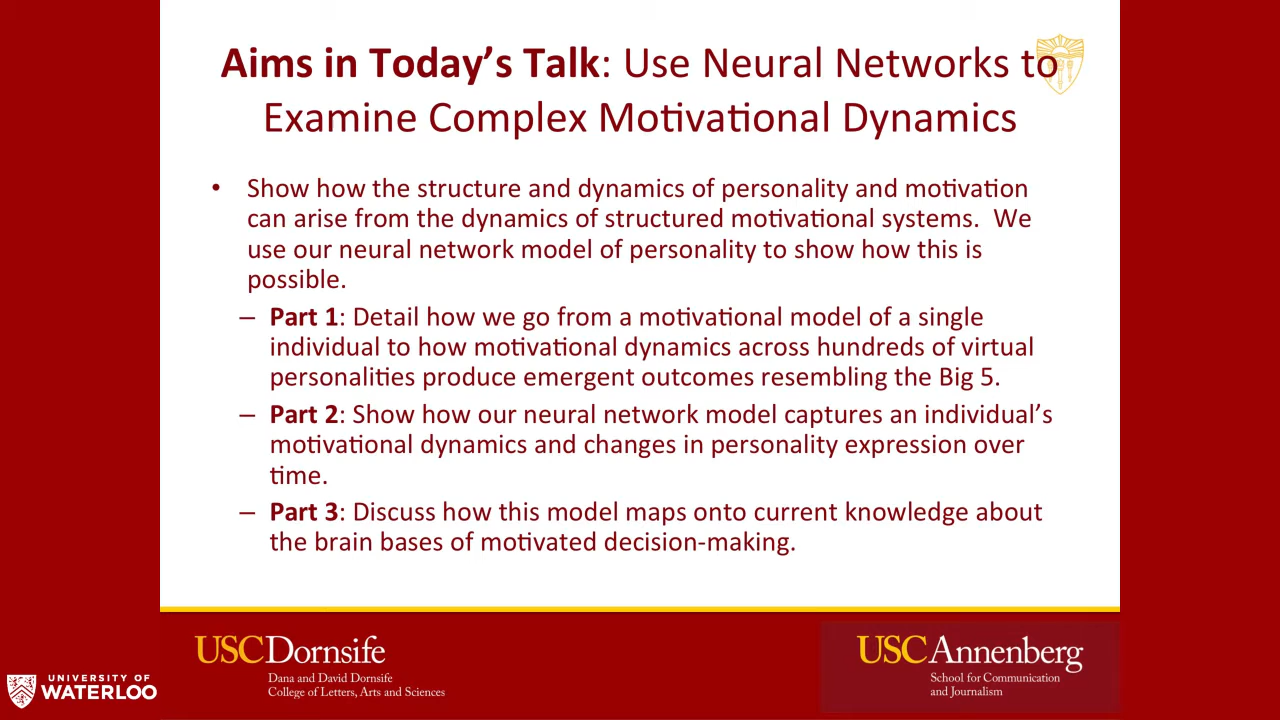 Aims in Today’s Talk: Use Neural Networks to
Examine Complex Motivational Dynamics
• Show how the structure and dynamics of personality and motivation
can arise from the dynamics of structured motivational systems.  We
use our neural network model of personality to show how this is
possible.
– Part 1: Detail how we go from a motivational model of a single
individual to how motivational dynamics across hundreds of virtual
personalities produce emergent outcomes resembling the Big 5.
– Part 2: Show how our neural network model captures an individual’s
motivational dynamics and changes in personality expression over
time.
– Part 3: Discuss how this model maps onto current knowledge about
the brain bases of motivated decision-making.
USC Dornsife
Dana and David Dornsife
College of Letters, Arts and Sciences
USC Annenberg
School for Communication
and Journalism
UNIVERSITY OF
WATERLOO